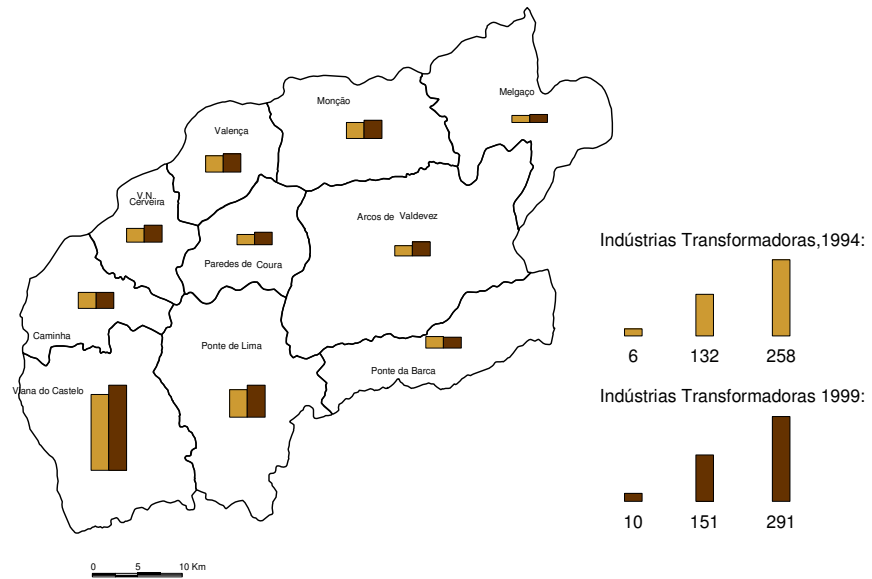 Melgaço
Monção
Valença
V.N.
Cerveira
Arcos de Valdevez
Paredes de Coura
Caminha
Ponte de Lima
Ponte da Barca
Viana do Castelo
Indústrias Transformadoras,1994:
6 132 258
Indústrias Transformadoras 1999:
10 151 291
0 5 10 Km